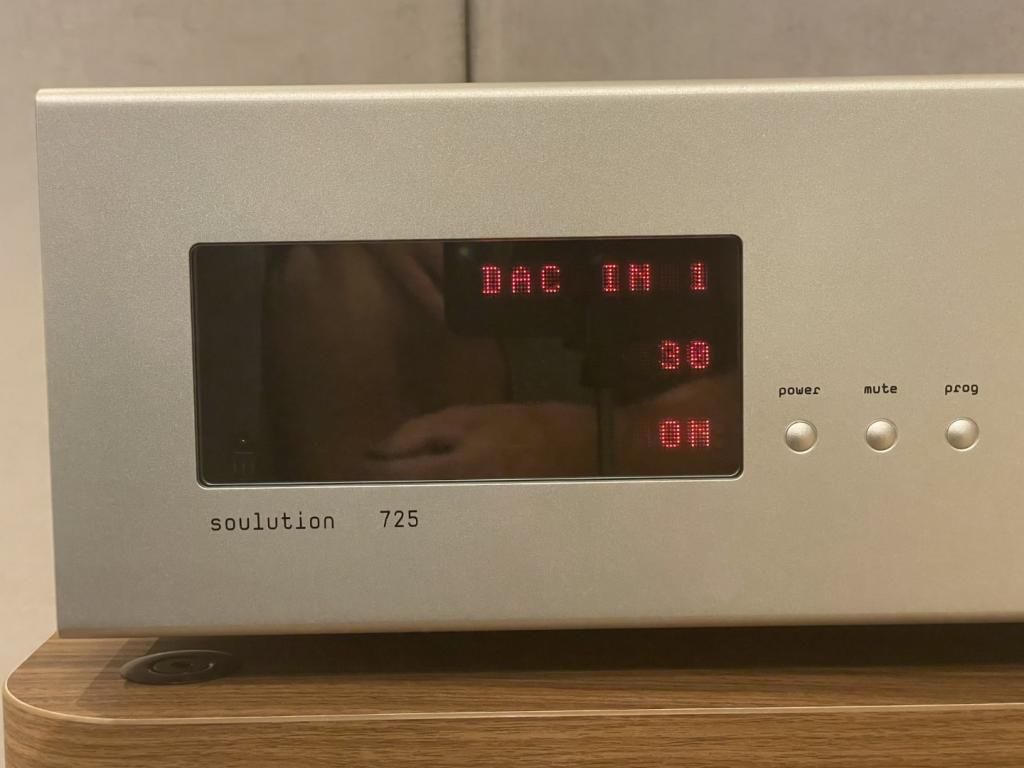 DAC IN 1
30
ON
power mute prog
soulution 725